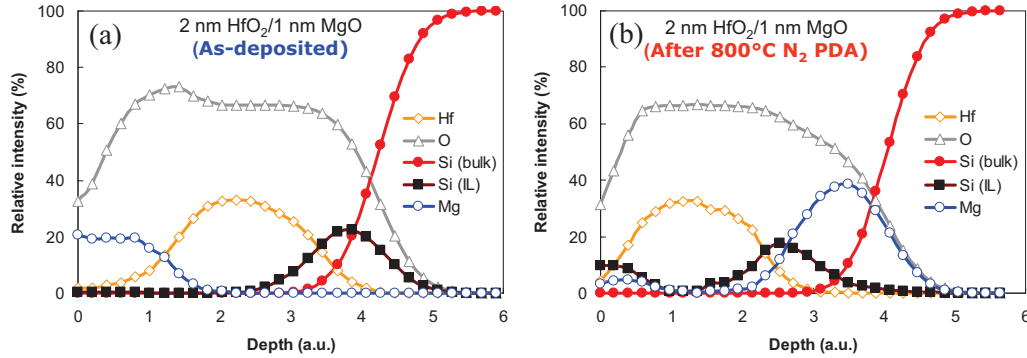 (a)
2 nm HfO₂/1 nm MgO
(As-deposited)
Relative intensity (%)
100
80
60
40
20
0
Hf
O
Si (bulk)
Si (IL)
Mg
0 1 2 3 4 5 6
Depth (a.u.)
(b)
2 nm HfO₂/1 nm MgO
(After 800°C N₂ PDA)
Relative intensity (%)
100
80
60
40
20
0
Hf
O
Si (bulk)
Si (IL)
Mg
0 1 2 3 4 5 6
Depth (a.u.)